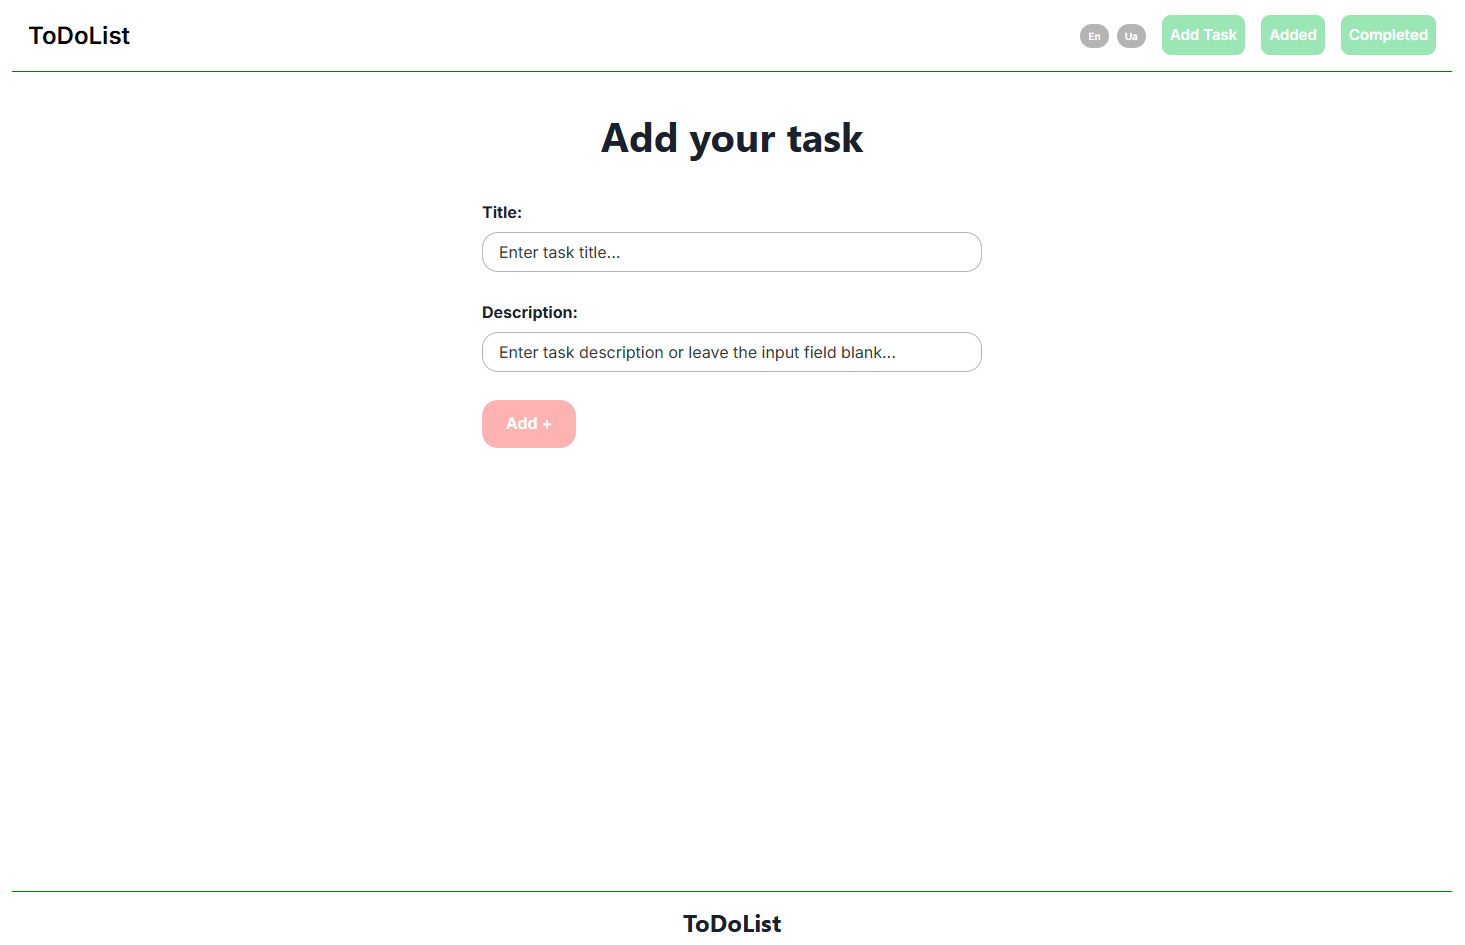 ToDoList
En
Ua
Add Task
Added
Completed
Add your task
Title:
Enter task title...
Description:
Enter task description or leave the input field blank...
Add +
ToDoList